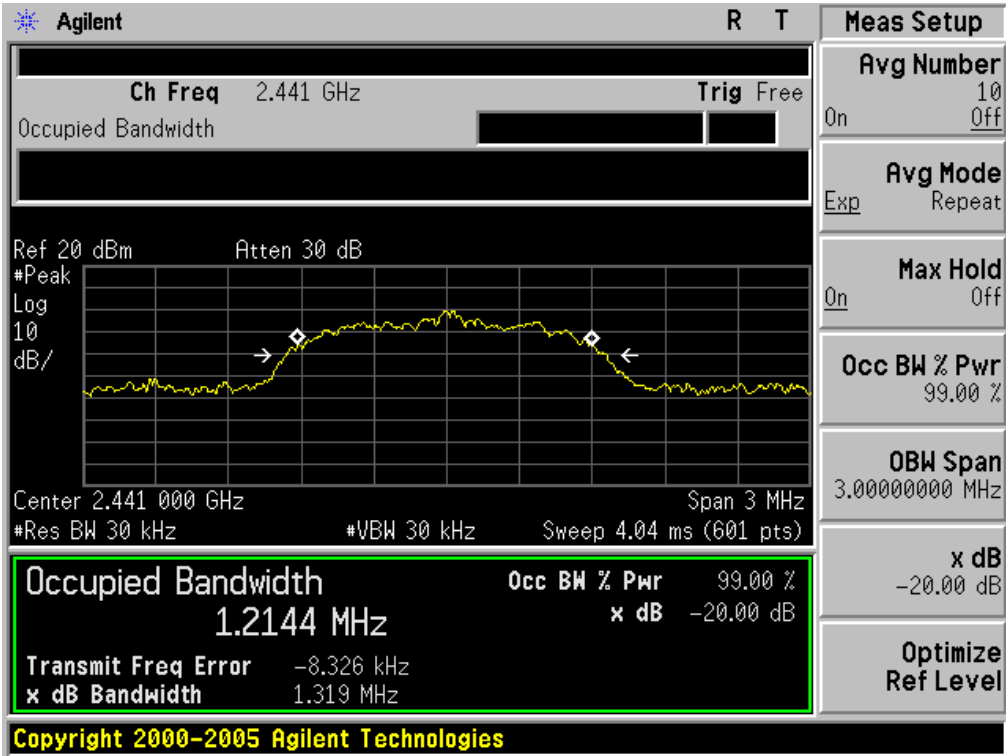 Agilent R T
Ch Freq 2.441 GHz Trig Free
Occupied Bandwidth
Ref 20 dBm Atten 30 dB
#Peak
Log
10
dB/
Center 2.441 000 GHz Span 3 MHz
#Res BW 30 kHz #VBW 30 kHz Sweep 4.04 ms (601 pts)
Occupied Bandwidth Occ BW % Pwr 99.00 %
1.2144 MHz x dB -20.00 dB
Transmit Freq Error -8.326 kHz
x dB Bandwidth 1.319 MHz
Copyright 2000-2005 Agilent Technologies
Meas Setup
Avg Number
10
On Off
Avg Mode
Exp Repeat
Max Hold
On Off
Occ BW % Pwr
99.00 %
OBW Span
3.00000000 MHz
x dB
-20.00 dB
Optimize
Ref Level